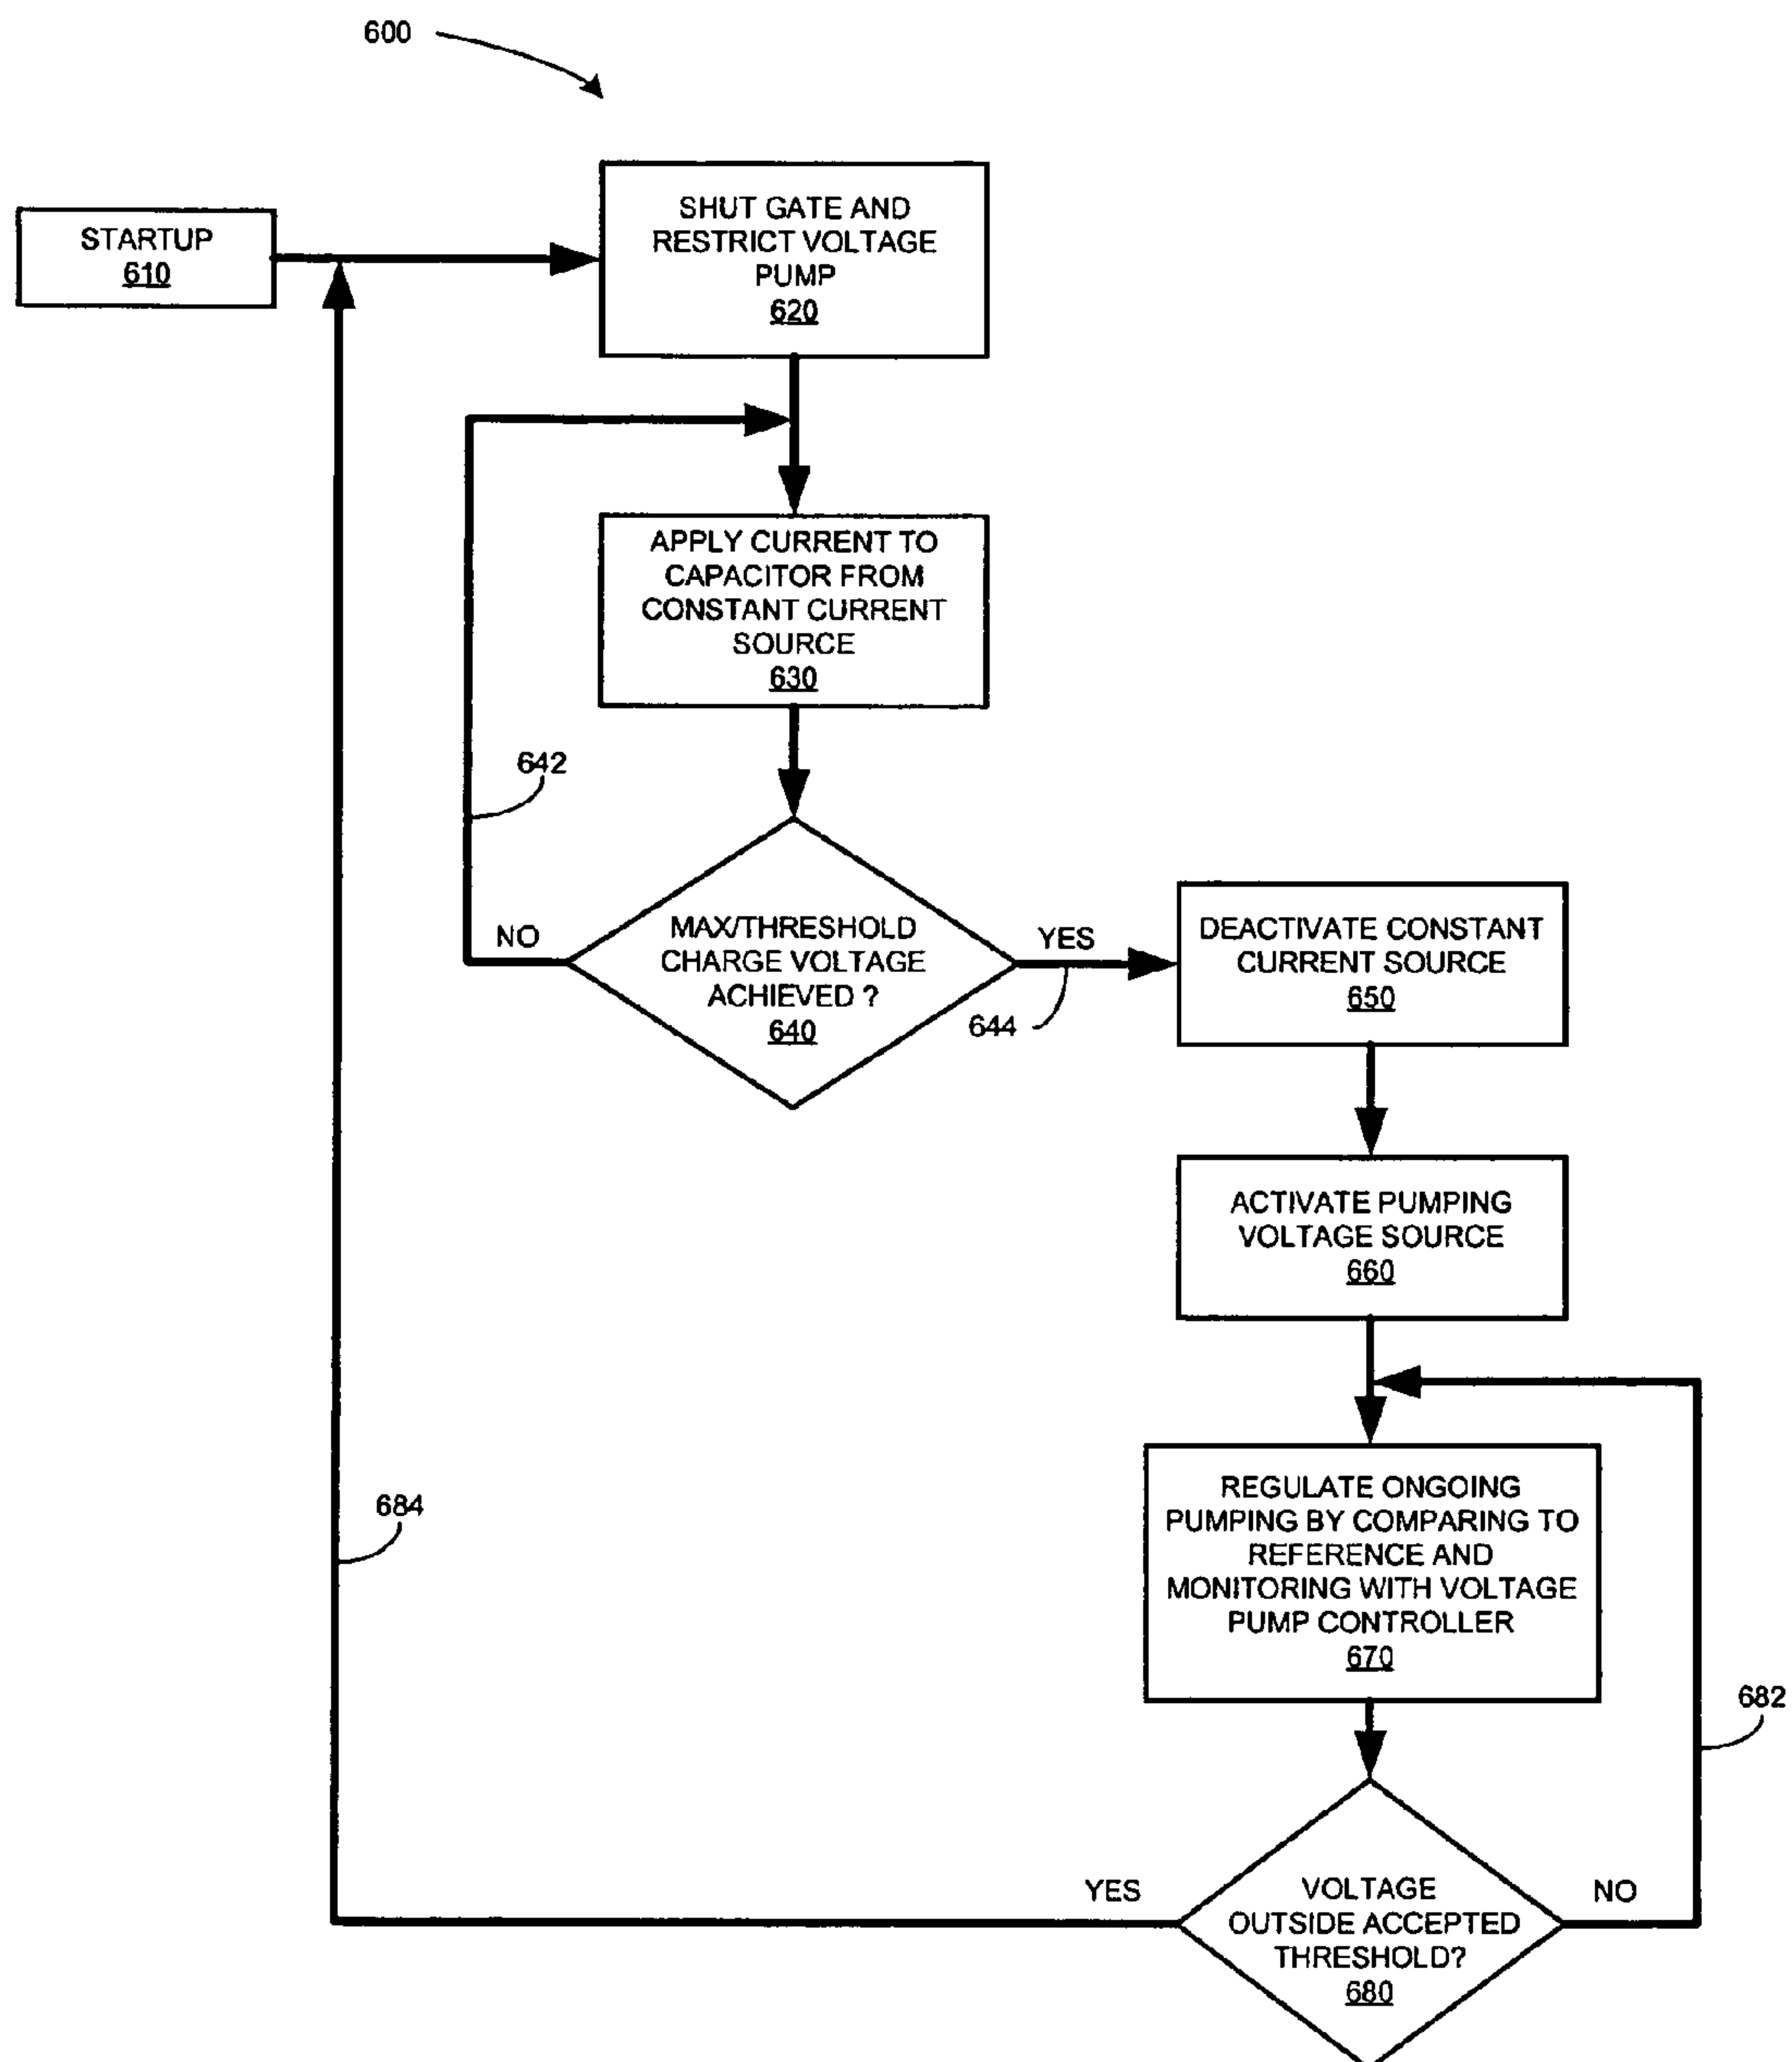 600
STARTUP
610
SHUT GATE AND
RESTRICT VOLTAGE
PUMP
620
APPLY CURRENT TO
CAPACITOR FROM
CONSTANT CURRENT
SOURCE
630
642
NO
MAX/THRESHOLD
CHARGE VOLTAGE
ACHIEVED ?
640
YES
644
DEACTIVATE CONSTANT
CURRENT SOURCE
650
ACTIVATE PUMPING
VOLTAGE SOURCE
660
REGULATE ONGOING
PUMPING BY COMPARING TO
REFERENCE AND
MONITORING WITH VOLTAGE
PUMP CONTROLLER
670
684
682
YES
VOLTAGE
OUTSIDE ACCEPTED
THRESHOLD?
680
NO